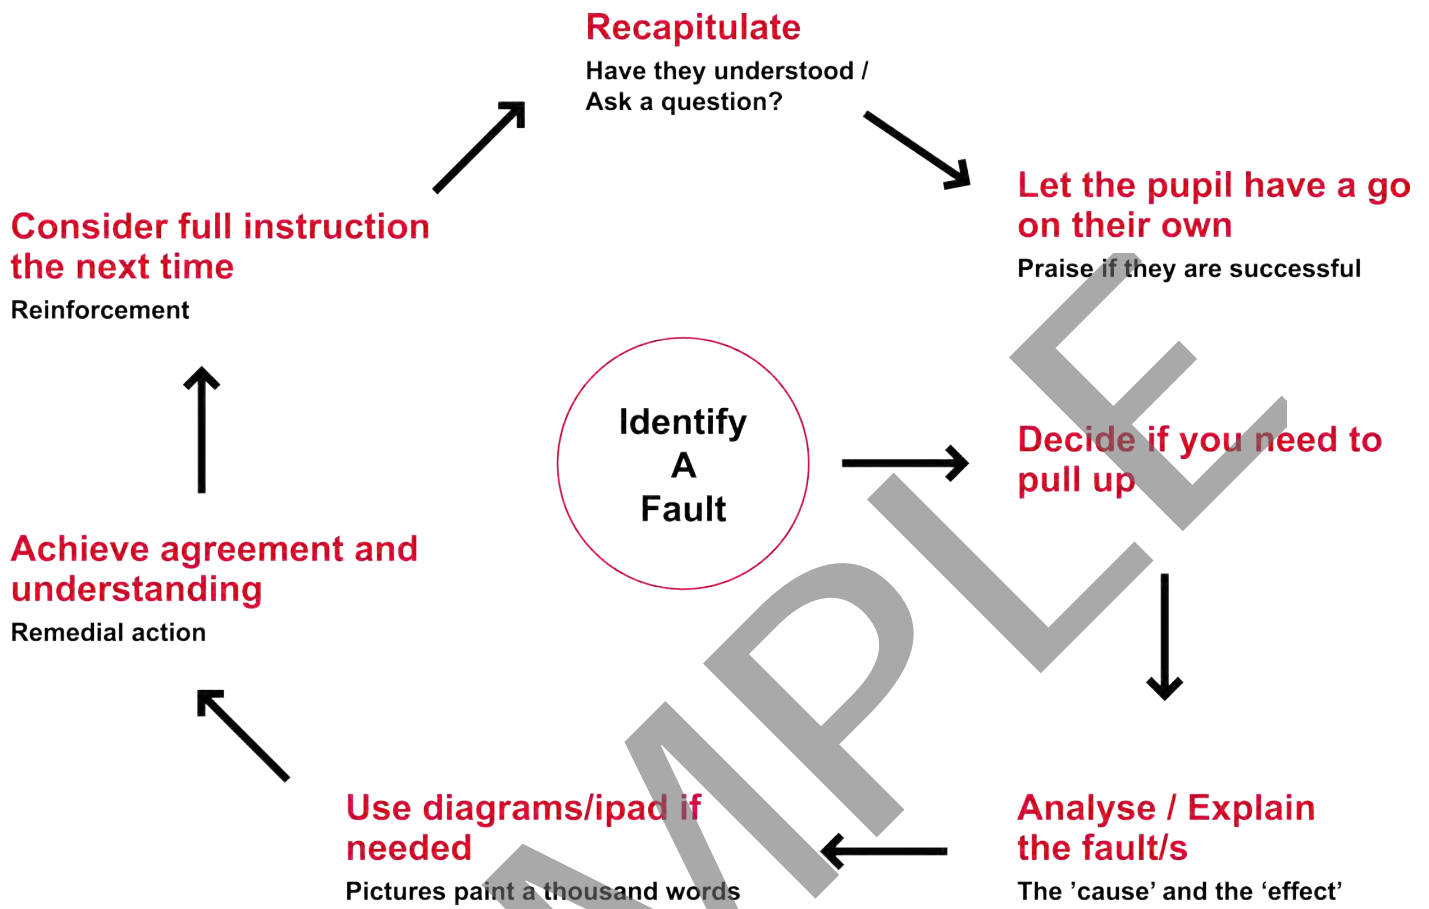 Recapitulate
Have they understood /
Ask a question?
Let the pupil have a go
on their own
Praise if they are successful
Identify
A
Fault
Decide if you need to
pull up
Analyse / Explain
the fault/s
The ’cause’ and the ‘effect’
Use diagrams/ipad if
needed
Pictures paint a thousand words
Achieve agreement and
understanding
Remedial action
Consider full instruction
the next time
Reinforcement
MPLE